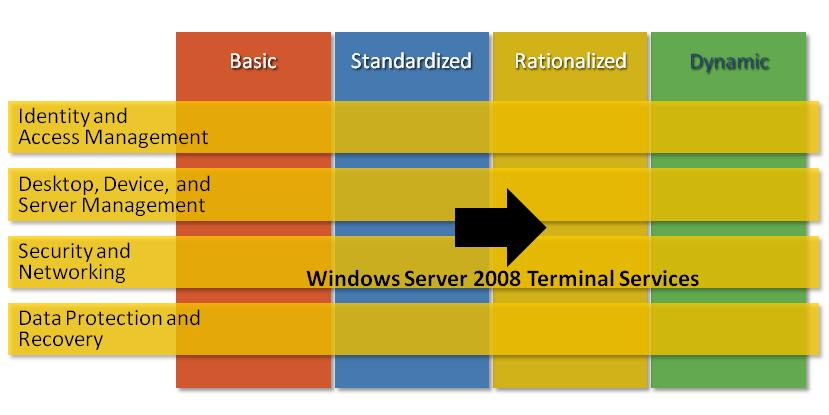 Basic
Standardized
Rationalized
Dynamic
Identity and
Access Management
Desktop, Device, and
Server Management
Security and
Networking
Windows Server 2008 Terminal Services
Data Protection and
Recovery